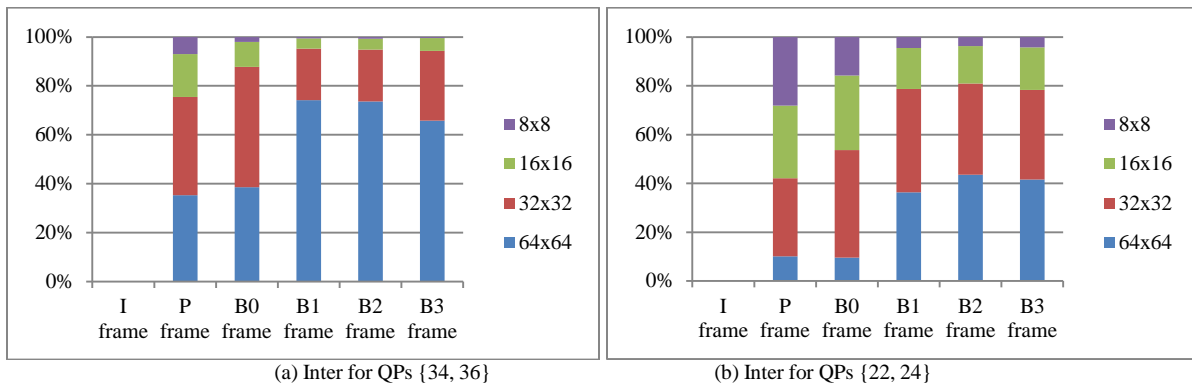 100%
80%
60%
40%
20%
0%
I frame
P frame
B0 frame
B1 frame
B2 frame
B3 frame
8x8
16x16
32x32
64x64
(a) Inter for QPs {34, 36}
100%
80%
60%
40%
20%
0%
I frame
P frame
B0 frame
B1 frame
B2 frame
B3 frame
8x8
16x16
32x32
64x64
(b) Inter for QPs {22, 24}